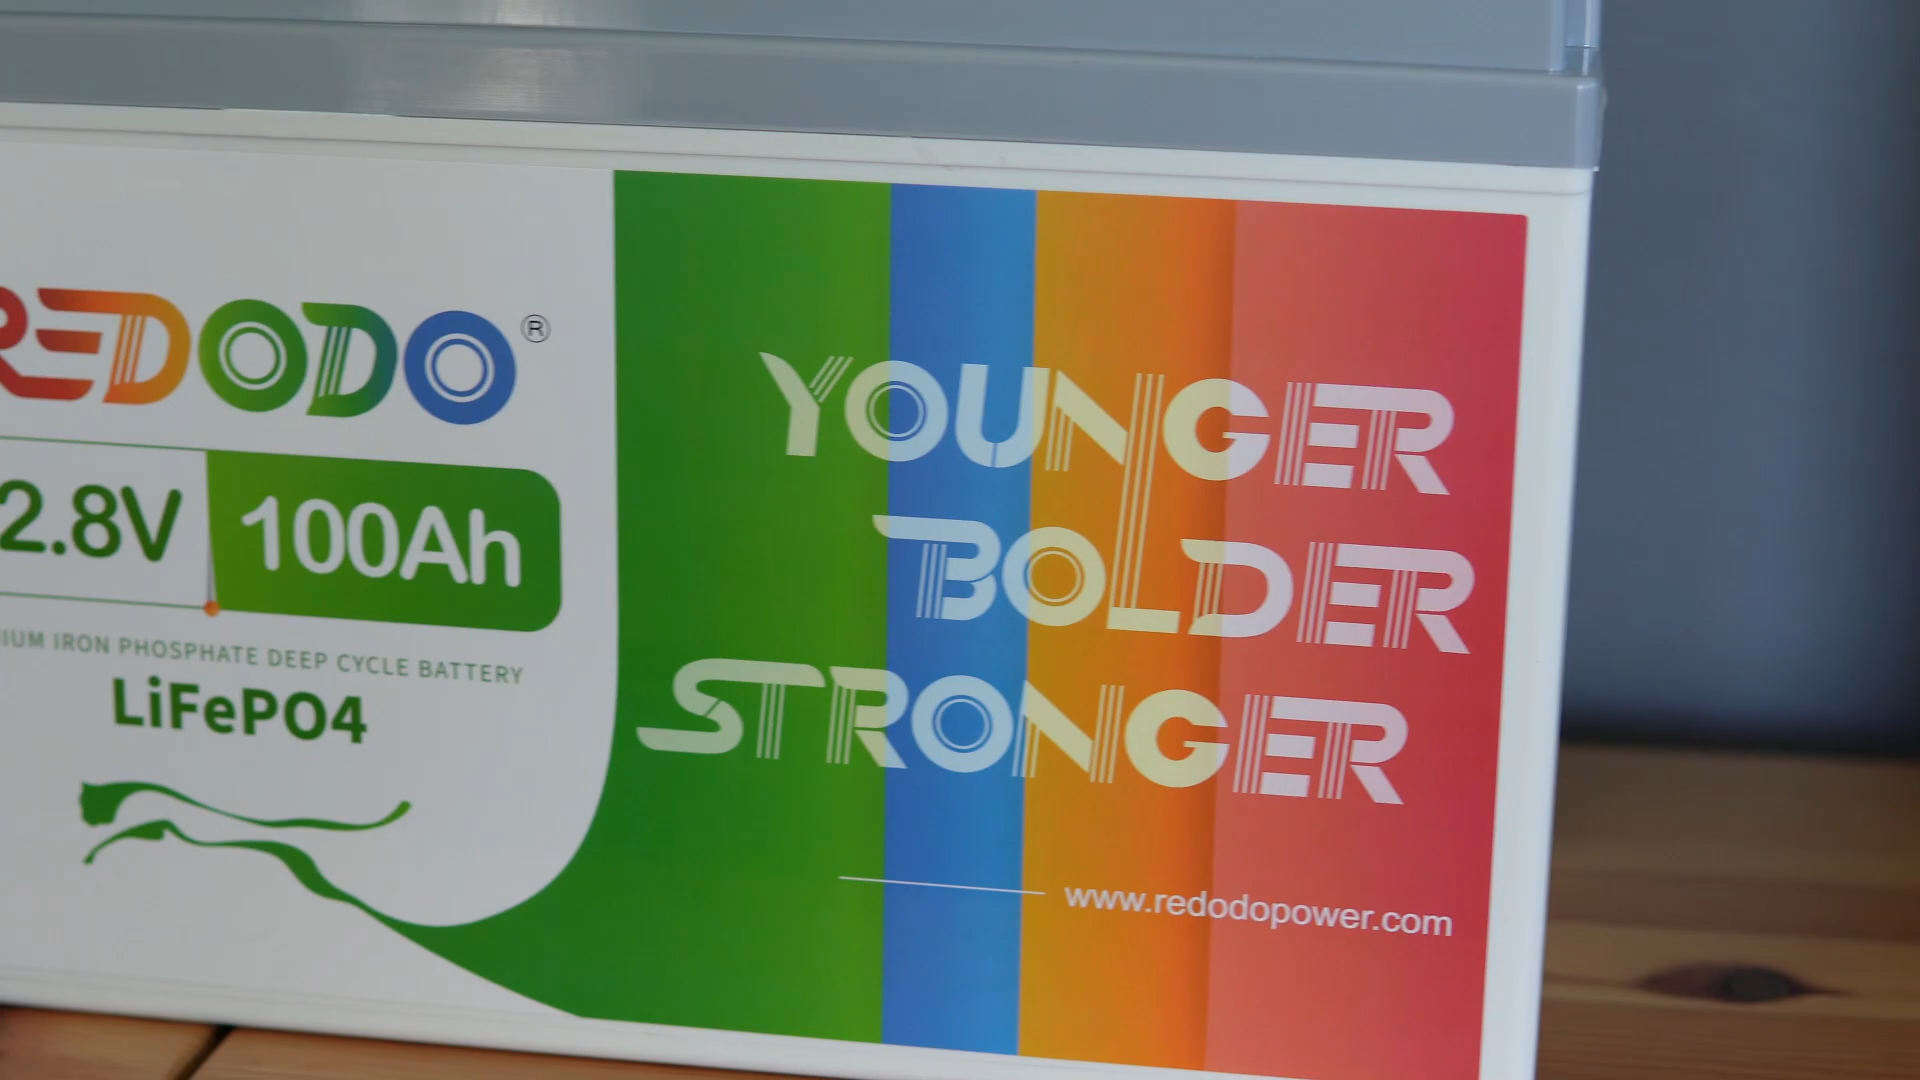 REDODO®
2.8V 100Ah
IUM IRON PHOSPHATE DEEP CYCLE BATTERY
LiFePO4
YOUNGER
BOLDER
STRONGER
www.redodopower.com